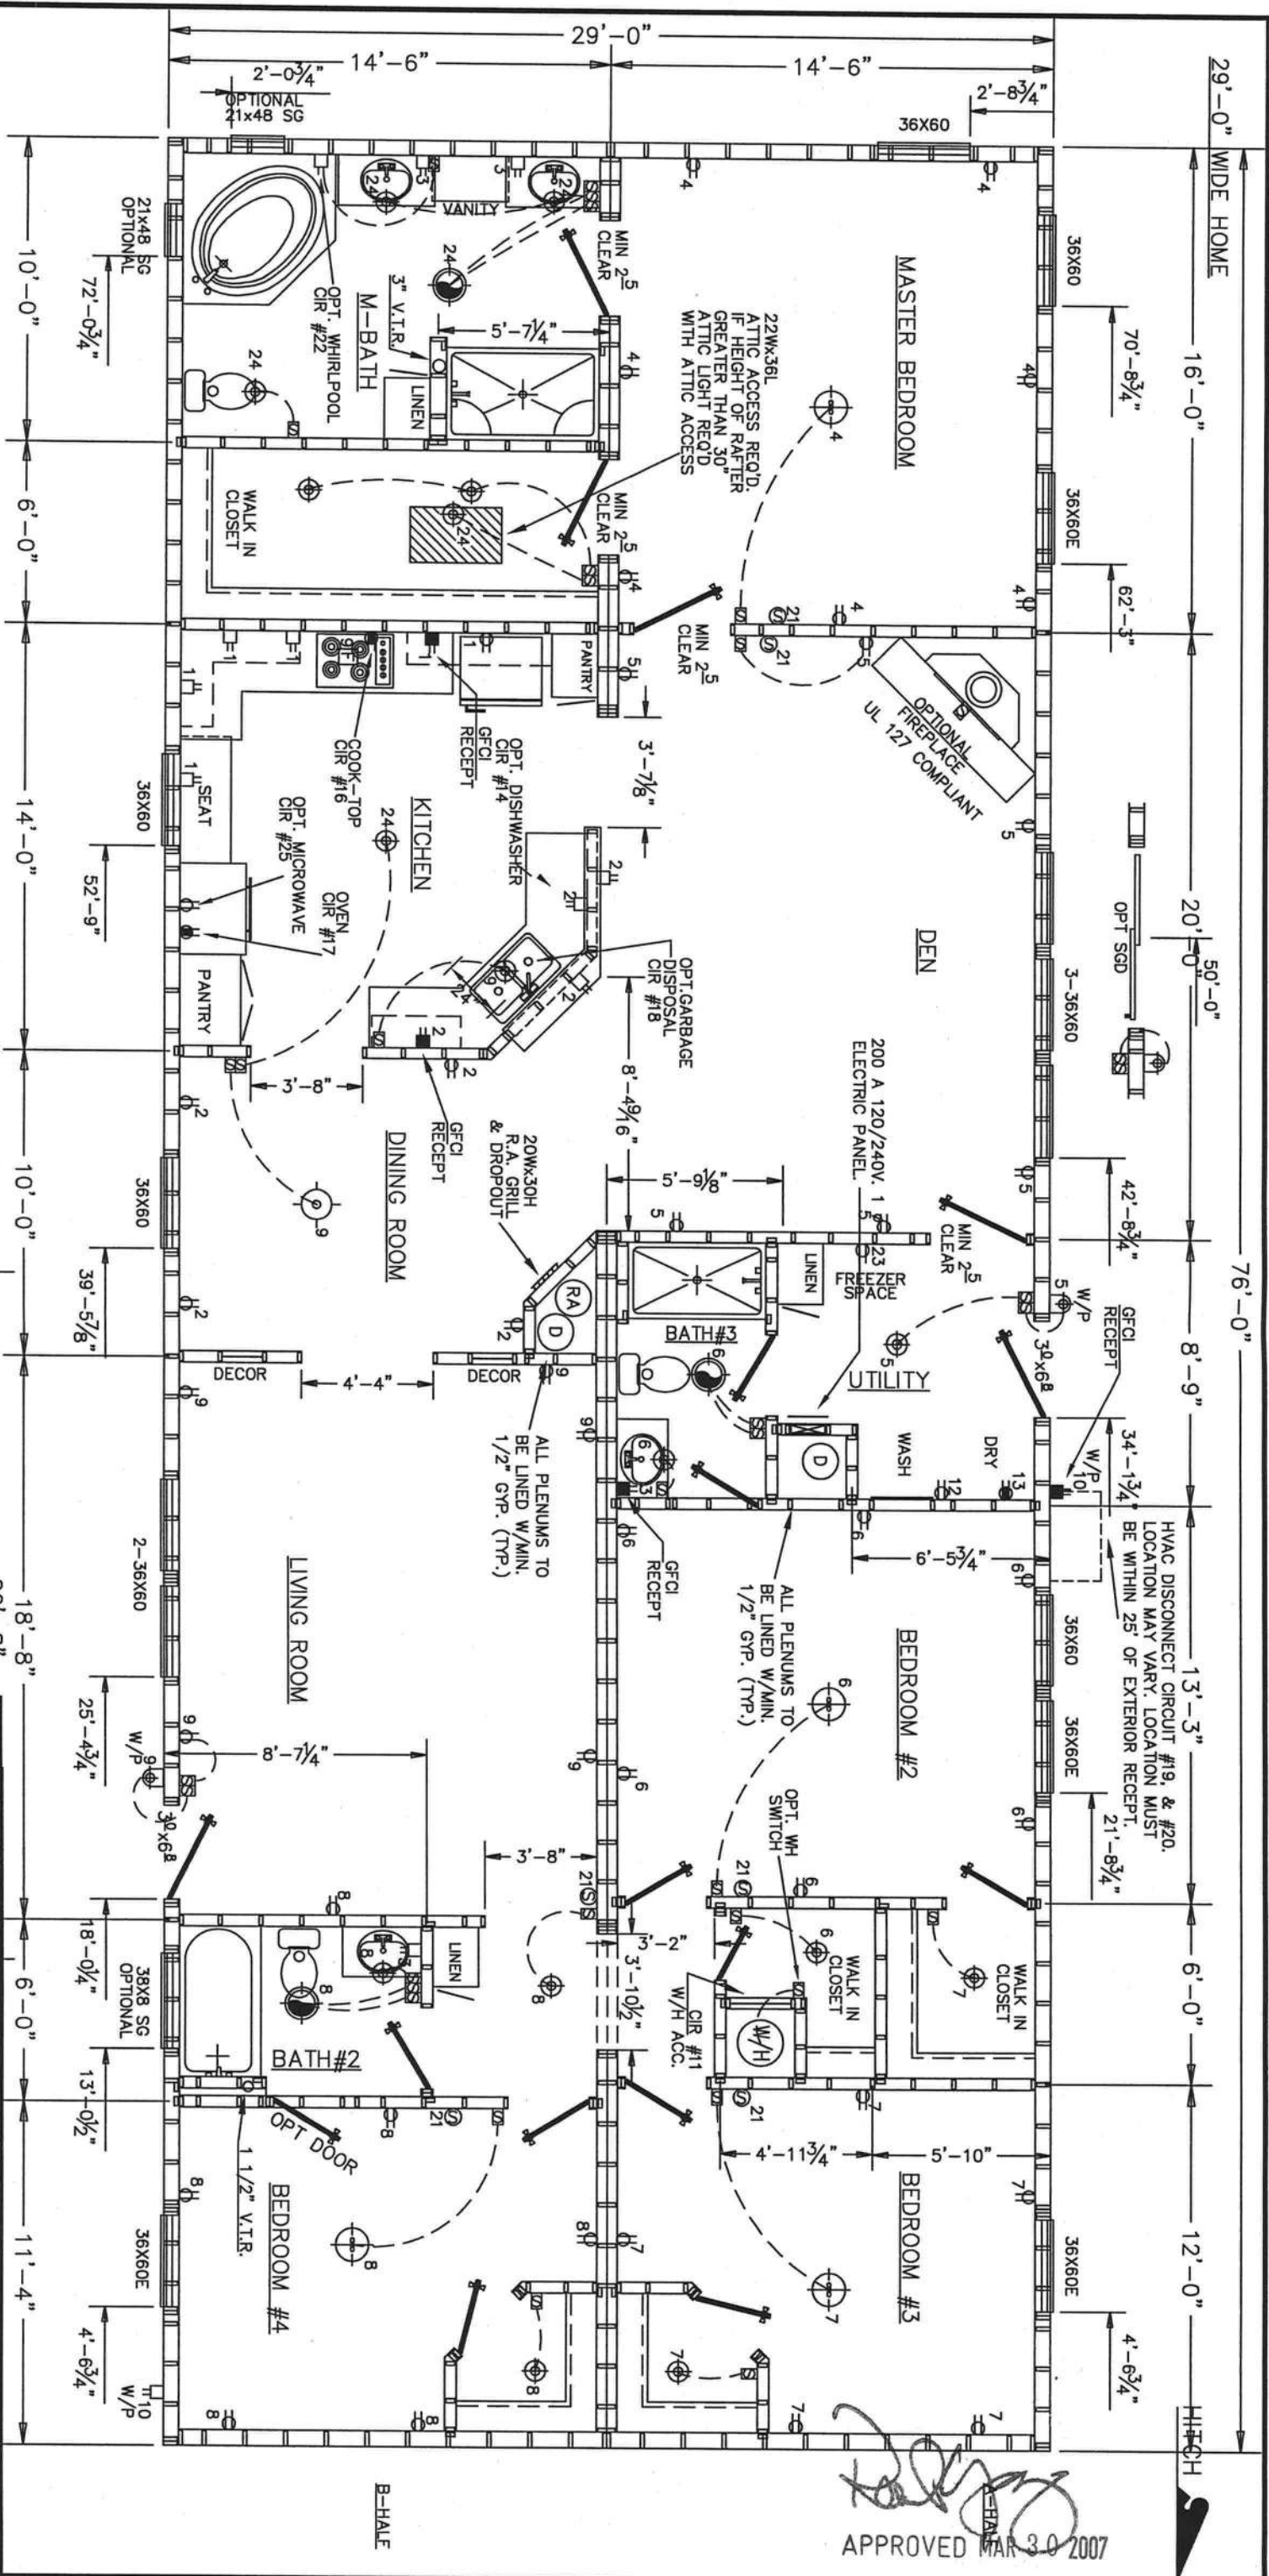 29'-0" WIDE HOME
76'-0"
HITCH
16'-0"
20'-0"
8'-9"
13'-3"
6'-0"
12'-0"
70'-8¾"
62'-3"
50'-0"
42'-8¾"
34'-1¾"
21'-8¾"
4'-6¾"
HVAC DISCONNECT CIRCUIT #19, & #20.
LOCATION MAY VARY. LOCATION MUST
BE WITHIN 25' OF EXTERIOR RECEPT.
GFCI
RECEPT
W/P
W/P
10
OPT SGD
36X60
36X60E
3-36X60
36X60
36X60E
36X60E
3⁰x6⁸
29'-0"
14'-6"
14'-6"
2'-8¾"
2'-0¾"
36X60
OPTIONAL
21x48 SG
MASTER BEDROOM
22Wx36L
ATTIC ACCESS REQ'D.
IF HEIGHT OF RAFTER
GREATER THAN 30"
ATTIC LIGHT REQ'D
WITH ATTIC ACCESS
MIN 2⁵
CLEAR
MIN 2⁵
CLEAR
MIN 2⁵
CLEAR
OPTIONAL
FIREPLACE
UL 127 COMPLIANT
DEN
200 A 120/240V. 1
ELECTRIC PANEL
MIN 2⁵
CLEAR
5'-9⅛"
8'-4 9/16"
3'-7⅛"
LINEN
FREEZER
SPACE
23
BATH#3
UTILITY
WASH
DRY
12
13
D
GFCI
RECEPT
6'-5¾"
ALL PLENUMS TO
BE LINED W/MIN.
1/2" GYP. (TYP.)
BEDROOM #2
OPT. WH
SWITCH
WALK IN
CLOSET
WALK IN
CLOSET
W/H
CIR #11
W/H ACC.
3'-2"
3'-10½"
4'-11¾"
5'-10"
BEDROOM #3
VANITY
M-BATH
3" V.T.R.
5'-7¼"
LINEN
OPT. WHIRLPOOL
CIR #22
WALK IN
CLOSET
PANTRY
GFCI
RECEPT
COOK-TOP
CIR #16
OPT. DISHWASHER
CIR #14
KITCHEN
SEAT
OPT. MICROWAVE
CIR #25
OVEN
CIR #17
PANTRY
OPT.GARBAGE
DISPOSAL
CIR #18
3'-8"
GFCI
RECEPT
DINING ROOM
20Wx30H
R.A. GRILL
& DROPOUT
RA
D
DECOR
DECOR
4'-4"
ALL PLENUMS TO
BE LINED W/MIN.
1/2" GYP. (TYP.)
LIVING ROOM
8'-7¼"
3'-8"
W/P
3⁰x6⁸
LINEN
BATH#2
OPT DOOR
1 1/2" V.T.R.
BEDROOM #4
10
W/P
21x48 SG
OPTIONAL
36X60
36X60
2-36X60
38X8 SG
OPTIONAL
36X60E
72'-0¾"
52'-9"
39'-5⅞"
25'-4¾"
18'-0¼"
13'-0½"
4'-6¾"
10'-0"
6'-0"
14'-0"
10'-0"
18'-8"
6'-0"
11'-4"
B-HALF
A-HALF
APPROVED MAR 30 2007